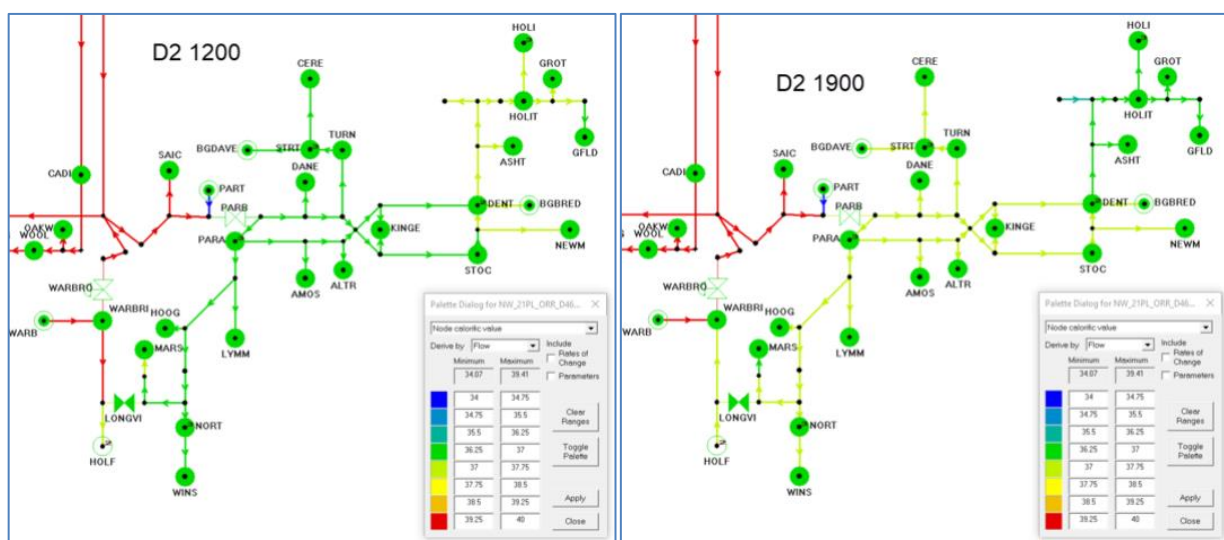 D2 1200
HOLI
GROT
CERE
HOLIT
SAIC
TURN
BGDAVE
STRT
ASHT
GFLD
CADI
DANE
PART
PARB
DENT
BGBRED
OAKW
WOOL
PARA
KINGE
NEWM
STOC
WARBRO
AMOS
ALTR
WARBRI
HOOG
WARB
MARS
LYMM
LONGVI
NORT
HOLF
WINS
Palette Dialog for NW_21PL_ORR_D46...
Node calorific value
Derive by Flow Include
Minimum Maximum Rates of Change
34.07 39.41 Parameters
34 34.75
34.75 35.5 Clear Ranges
35.5 36.25
36.25 37 Toggle Palette
37 37.75
37.75 38.5
38.5 39.25 Apply
39.25 40 Close
D2 1900
HOLI
GROT
CERE
HOLIT
SAIC
TURN
BGDAVE
STRT
ASHT
GFLD
CADI
DANE
PART
PARB
DENT
BGBRED
OAKW
WOOL
PARA
KINGE
NEWM
STOC
WARBRO
AMOS
ALTR
WARBRI
HOOG
WARB
MARS
LYMM
LONGVI
NORT
HOLF
WINS
Palette Dialog for NW_21PL_ORR_D46...
Node calorific value
Derive by Flow Include
Minimum Maximum Rates of Change
34.07 39.41 Parameters
34 34.75
34.75 35.5 Clear Ranges
35.5 36.25
36.25 37 Toggle Palette
37 37.75
37.75 38.5
38.5 39.25 Apply
39.25 40 Close